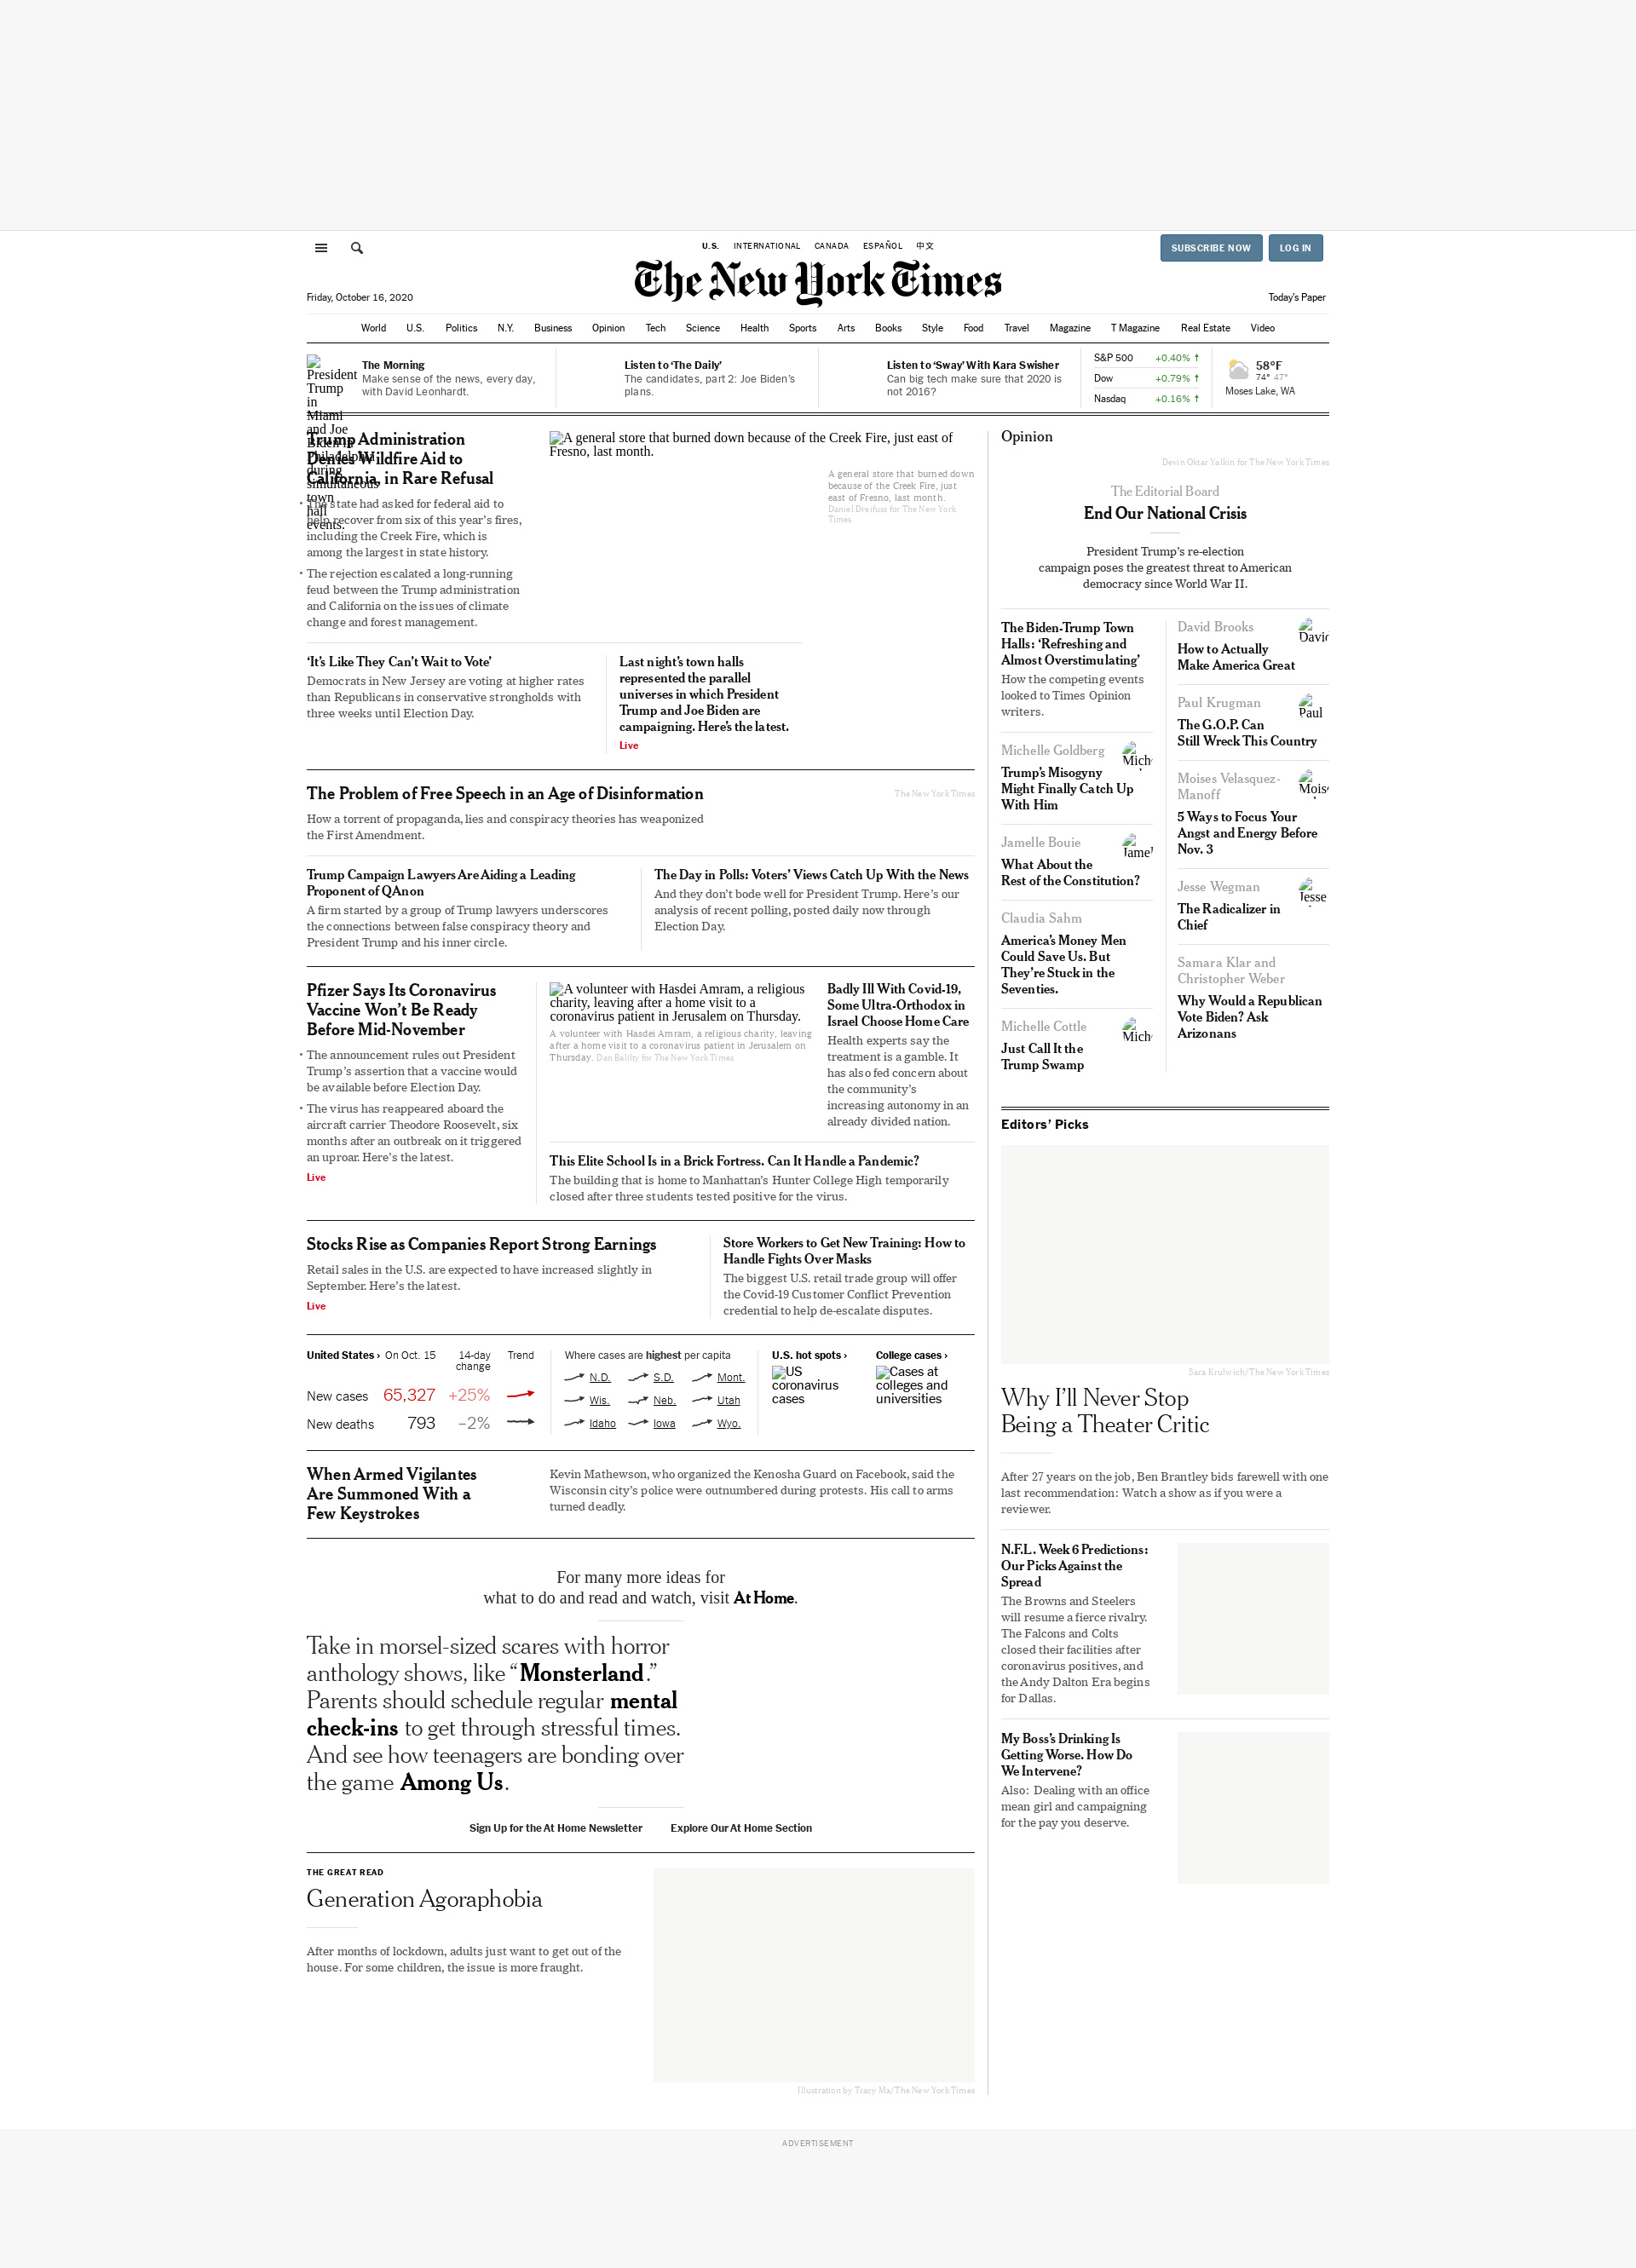 U.S. INTERNATIONAL CANADA ESPAÑOL 中文
SUBSCRIBE NOW LOG IN
The New York Times
Friday, October 16, 2020
Today's Paper
World U.S. Politics N.Y. Business Opinion Tech Science Health Sports Arts Books Style Food Travel Magazine T Magazine Real Estate Video
President
Trump
in
Miami
and Joe
Biden in
Philadelphia
during
simultaneous
town
hall
events.
The Morning
Make sense of the news, every day,
with David Leonhardt.
Listen to ‘The Daily’
The candidates, part 2: Joe Biden’s
plans.
Listen to ‘Sway’ With Kara Swisher
Can big tech make sure that 2020 is
not 2016?
S&P 500 +0.40% ↑
Dow +0.79% ↑
Nasdaq +0.16% ↑
58°F
74° 47°
Moses Lake, WA
Trump Administration
Denies Wildfire Aid to
California, in Rare Refusal
• The state had asked for federal aid to
help recover from six of this year’s fires,
including the Creek Fire, which is
among the largest in state history.
• The rejection escalated a long-running
feud between the Trump administration
and California on the issues of climate
change and forest management.
A general store that burned down because of the Creek Fire, just east of
Fresno, last month.
A general store that burned down
because of the Creek Fire, just
east of Fresno, last month.
Daniel Dreifuss for The New York
Times
‘It’s Like They Can’t Wait to Vote’
Democrats in New Jersey are voting at higher rates
than Republicans in conservative strongholds with
three weeks until Election Day.
Last night’s town halls
represented the parallel
universes in which President
Trump and Joe Biden are
campaigning. Here’s the latest.
Live
The Problem of Free Speech in an Age of Disinformation
How a torrent of propaganda, lies and conspiracy theories has weaponized
the First Amendment.
The New York Times
Trump Campaign Lawyers Are Aiding a Leading
Proponent of QAnon
A firm started by a group of Trump lawyers underscores
the connections between false conspiracy theory and
President Trump and his inner circle.
The Day in Polls: Voters’ Views Catch Up With the News
And they don’t bode well for President Trump. Here’s our
analysis of recent polling, posted daily now through
Election Day.
Pfizer Says Its Coronavirus
Vaccine Won’t Be Ready
Before Mid-November
• The announcement rules out President
Trump’s assertion that a vaccine would
be available before Election Day.
• The virus has reappeared aboard the
aircraft carrier Theodore Roosevelt, six
months after an outbreak on it triggered
an uproar. Here’s the latest.
Live
A volunteer with Hasdei Amram, a religious
charity, leaving after a home visit to a
coronavirus patient in Jerusalem on Thursday.
A volunteer with Hasdei Amram, a religious charity, leaving
after a home visit to a coronavirus patient in Jerusalem on
Thursday. Dan Balilty for The New York Times
Badly Ill With Covid-19,
Some Ultra-Orthodox in
Israel Choose Home Care
Health experts say the
treatment is a gamble. It
has also fed concern about
the community’s
increasing autonomy in an
already divided nation.
This Elite School Is in a Brick Fortress. Can It Handle a Pandemic?
The building that is home to Manhattan’s Hunter College High temporarily
closed after three students tested positive for the virus.
Stocks Rise as Companies Report Strong Earnings
Retail sales in the U.S. are expected to have increased slightly in
September. Here’s the latest.
Live
Store Workers to Get New Training: How to
Handle Fights Over Masks
The biggest U.S. retail trade group will offer
the Covid-19 Customer Conflict Prevention
credential to help de-escalate disputes.
United States › On Oct. 15 14-day
change Trend
New cases 65,327 +25%
New deaths 793 –2%
Where cases are highest per capita
N.D. S.D. Mont.
Wis. Neb. Utah
Idaho Iowa Wyo.
U.S. hot spots ›
US
coronavirus
cases
College cases ›
Cases at
colleges and
universities
When Armed Vigilantes
Are Summoned With a
Few Keystrokes
Kevin Mathewson, who organized the Kenosha Guard on Facebook, said the
Wisconsin city’s police were outnumbered during protests. His call to arms
turned deadly.
For many more ideas for
what to do and read and watch, visit At Home.
Take in morsel-sized scares with horror
anthology shows, like “Monsterland.”
Parents should schedule regular mental
check-ins to get through stressful times.
And see how teenagers are bonding over
the game Among Us.
Sign Up for the At Home Newsletter Explore Our At Home Section
THE GREAT READ
Generation Agoraphobia
After months of lockdown, adults just want to get out of the
house. For some children, the issue is more fraught.
Illustration by Tracy Ma/The New York Times
Opinion
Devin Oktar Yalkin for The New York Times
The Editorial Board
End Our National Crisis
President Trump’s re-election
campaign poses the greatest threat to American
democracy since World War II.
The Biden-Trump Town
Halls: ‘Refreshing and
Almost Overstimulating’
How the competing events
looked to Times Opinion
writers.
Michelle Goldberg
Trump’s Misogyny
Might Finally Catch Up
With Him
Jamelle Bouie
What About the
Rest of the Constitution?
Claudia Sahm
America’s Money Men
Could Save Us. But
They’re Stuck in the
Seventies.
Michelle Cottle
Just Call It the
Trump Swamp
David Brooks
David
How to Actually
Make America Great
Paul Krugman
Paul
The G.O.P. Can
Still Wreck This Country
Moises Velasquez-
Manoff
5 Ways to Focus Your
Angst and Energy Before
Nov. 3
Jesse Wegman
Jesse
The Radicalizer in
Chief
Samara Klar and
Christopher Weber
Why Would a Republican
Vote Biden? Ask
Arizonans
Editors’ Picks
Sara Krulwich/The New York Times
Why I’ll Never Stop
Being a Theater Critic
After 27 years on the job, Ben Brantley bids farewell with one
last recommendation: Watch a show as if you were a
reviewer.
N.F.L. Week 6 Predictions:
Our Picks Against the
Spread
The Browns and Steelers
will resume a fierce rivalry.
The Falcons and Colts
closed their facilities after
coronavirus positives, and
the Andy Dalton Era begins
for Dallas.
My Boss’s Drinking Is
Getting Worse. How Do
We Intervene?
Also: Dealing with an office
mean girl and campaigning
for the pay you deserve.
ADVERTISEMENT